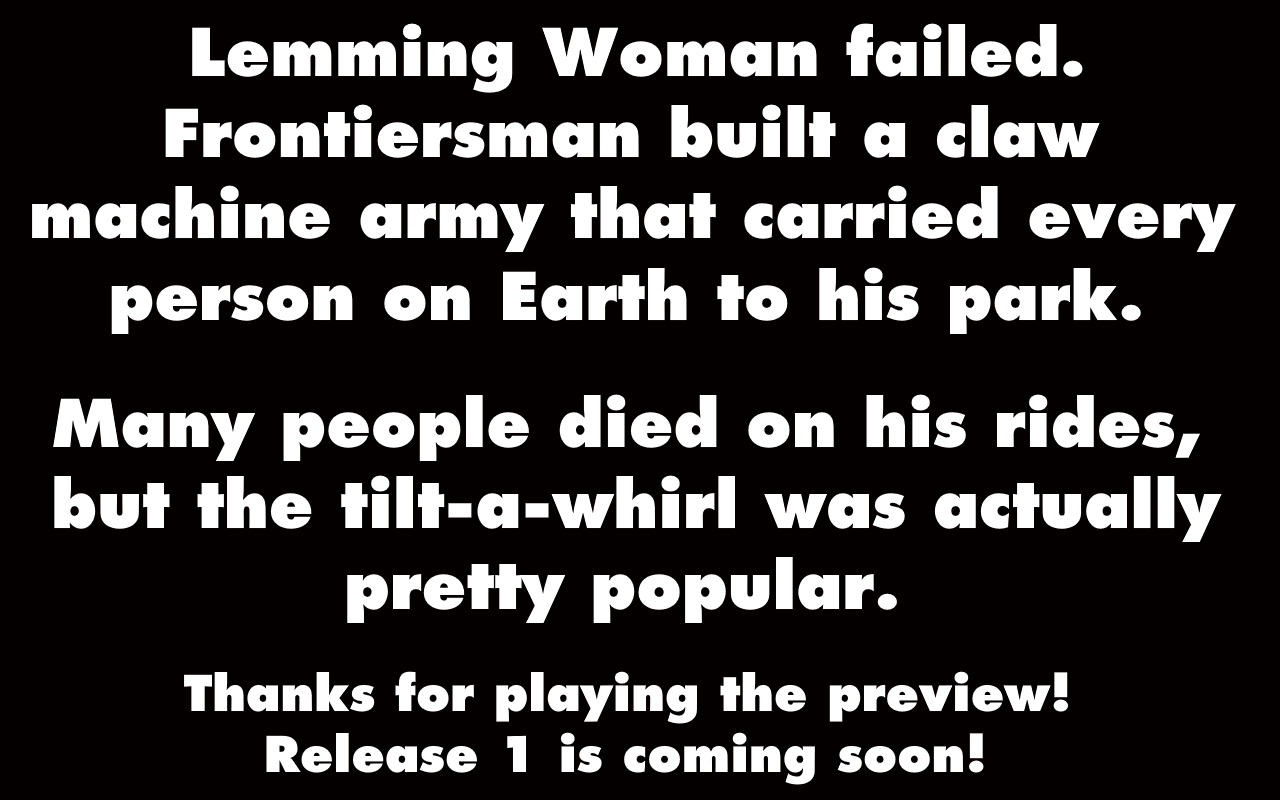 Lemming Woman failed.
Frontiersman built a claw
machine army that carried every
person on Earth to his park.
Many people died on his rides,
but the tilt-a-whirl was actually
pretty popular.
Thanks for playing the preview!
Release 1 is coming soon!